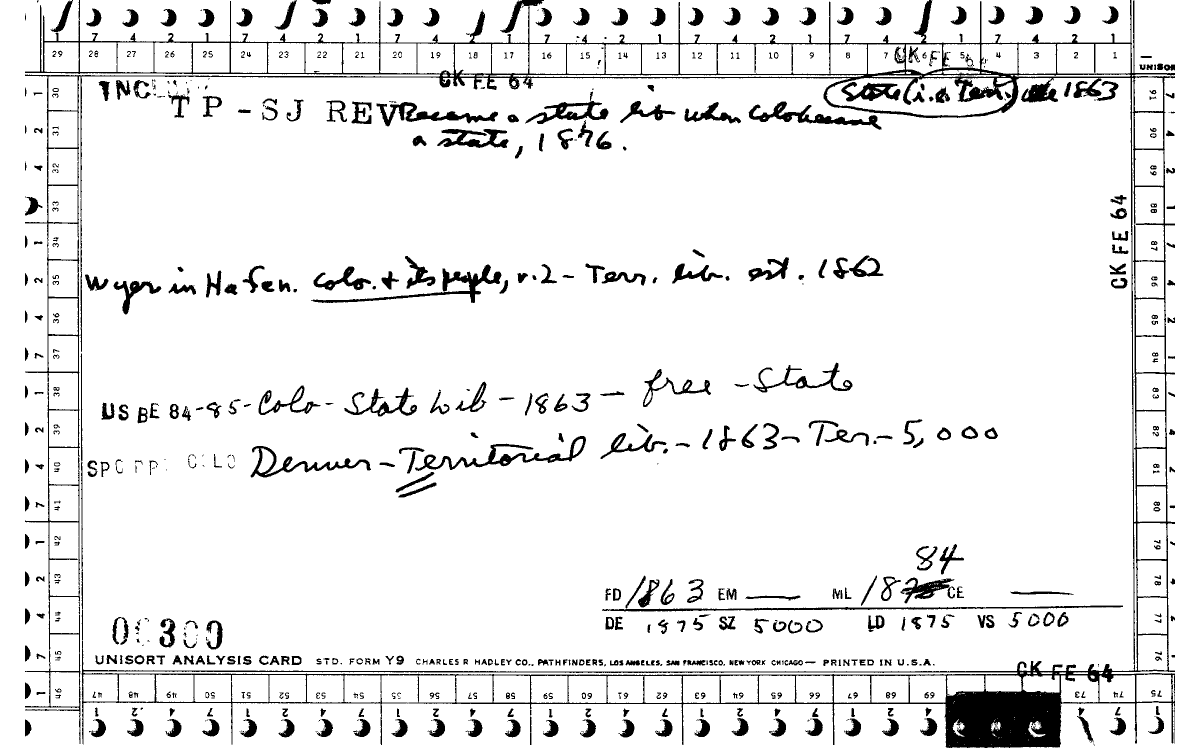 7 4 2 1 7 4 2 1 7 4 2 1 7 4 2 1 7 4 2 1 7 4 2 1 7 4 2 1
29 28 27 26 25 24 23 22 21 20 19 18 17 16 15 14 13 12 11 10 9 8 7 6 5 4 3 2 1
UNISOR
CK FE 64
CK FE 64
State (i.e. Terr.) 1863
TP-SJ REV Became a state lib when Colo became
a state, 1876.
CK FE 64
Wyer in Hafen. Colo. & its people, v.2 - Terr. lib. est. 1862
US BE 84-85-Colo- State Lib - 1863 - free - State
Denver - Territorial lib. - 1863 - Ter. - 5,000
84
FD 1863 EM — ML 18 CE —
DE 1875 SZ 5000 LD 1875 VS 5000
00300
UNISORT ANALYSIS CARD STD. FORM Y9 CHARLES R HADLEY CO., PATHFINDERS, LOS ANGELES, SAN FRANCISCO, NEW YORK CHICAGO — PRINTED IN U.S.A.
CK FE 64
30 31 32 33 34 35 36 37 38 39 40 41 42 43 44 45 46
91 90 89 88 87 86 85 84 83 82 81 80 79 78 77 76
47 48 49 50 51 52 53 54 55 56 57 58 59 60 61 62 63 64 65 66 67 68 69 73 74 75